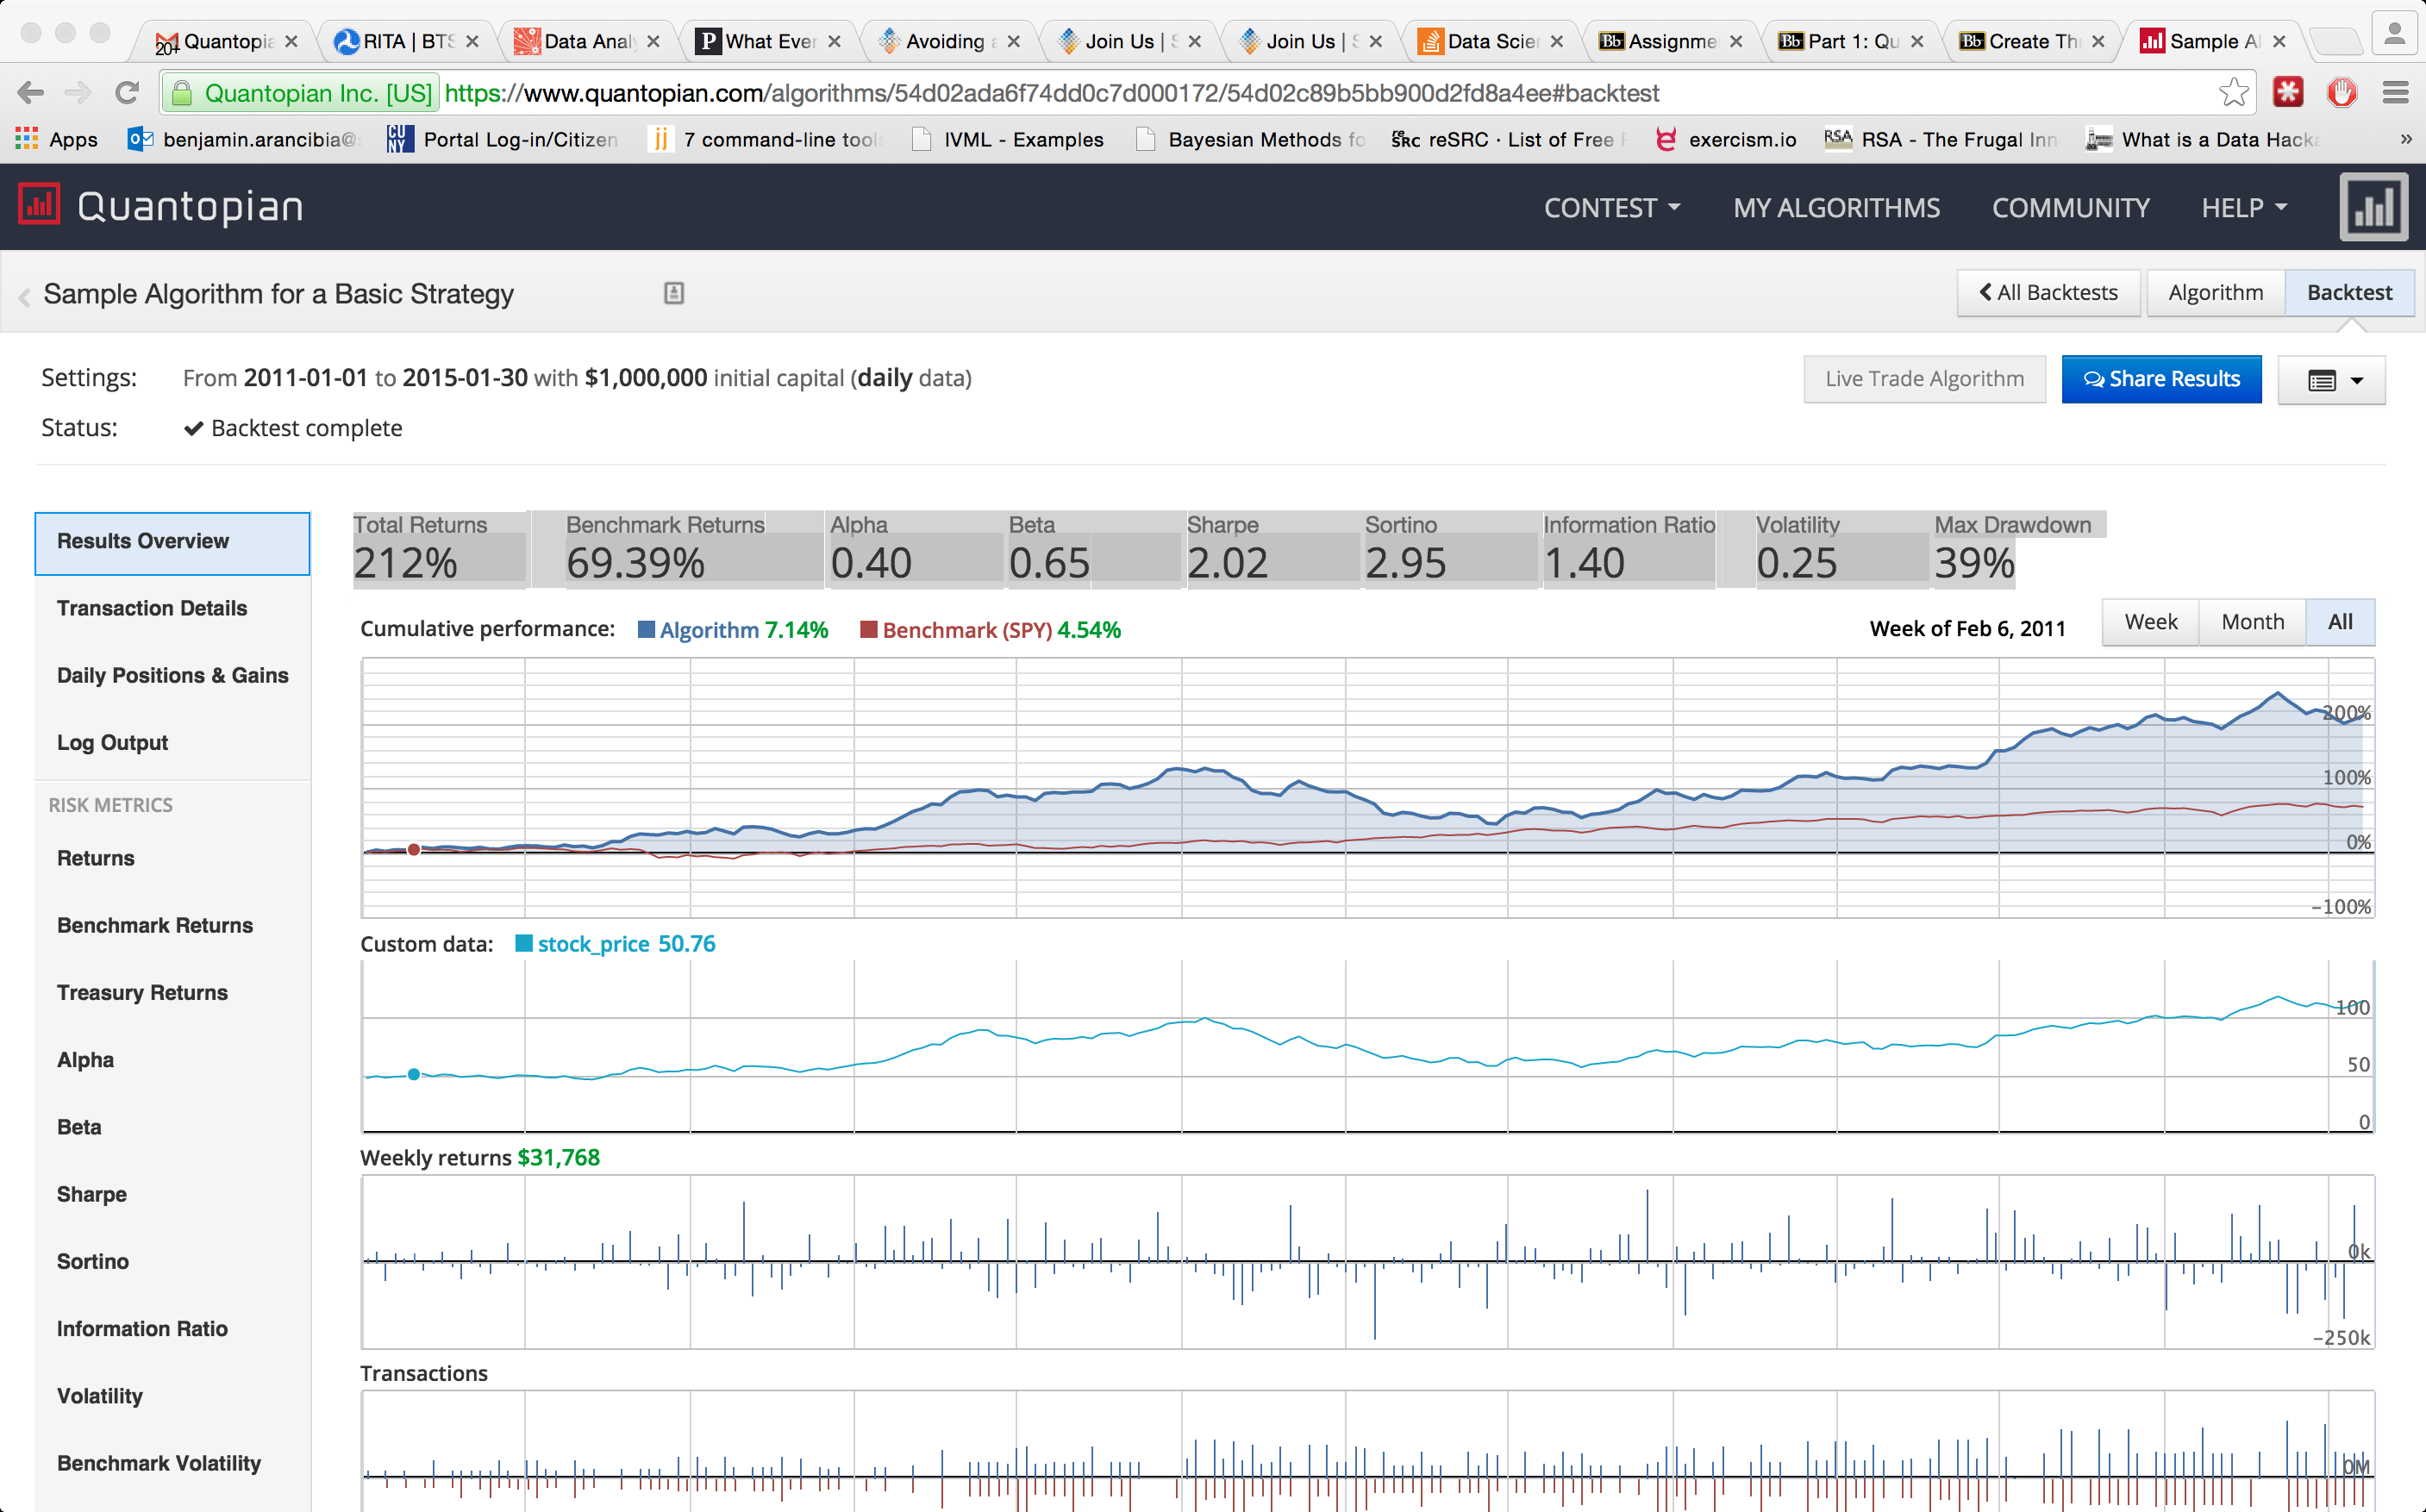 20+ Quantopia RITA | BTS Data Anal What Ever Avoiding a Join Us | S Join Us | S Data Scien Assignme Part 1: Qu Create Th Sample Al
Quantopian Inc. [US] https://www.quantopian.com/algorithms/54d02ada6f74dd0c7d000172/54d02c89b5bb900d2fd8a4ee#backtest
Apps benjamin.arancibia@ CU NY Portal Log-in/Citizen jj 7 command-line tool IVML - Examples Bayesian Methods fo reSRC · List of Free exercism.io RSA RSA - The Frugal Inn What is a Data Hacka »
Quantopian CONTEST MY ALGORITHMS COMMUNITY HELP
Sample Algorithm for a Basic Strategy All Backtests Algorithm Backtest
Settings: From 2011-01-01 to 2015-01-30 with $1,000,000 initial capital (daily data) Live Trade Algorithm Share Results
Status: Backtest complete
Results Overview
Transaction Details
Daily Positions & Gains
Log Output
RISK METRICS
Returns
Benchmark Returns
Treasury Returns
Alpha
Beta
Sharpe
Sortino
Information Ratio
Volatility
Benchmark Volatility
Total Returns Benchmark Returns Alpha Beta Sharpe Sortino Information Ratio Volatility Max Drawdown
212% 69.39% 0.40 0.65 2.02 2.95 1.40 0.25 39%
Cumulative performance: Algorithm 7.14% Benchmark (SPY) 4.54% Week of Feb 6, 2011 Week Month All
200%
100%
0%
-100%
Custom data: stock_price 50.76
100
50
0
Weekly returns $31,768
0k
-250k
Transactions
0M